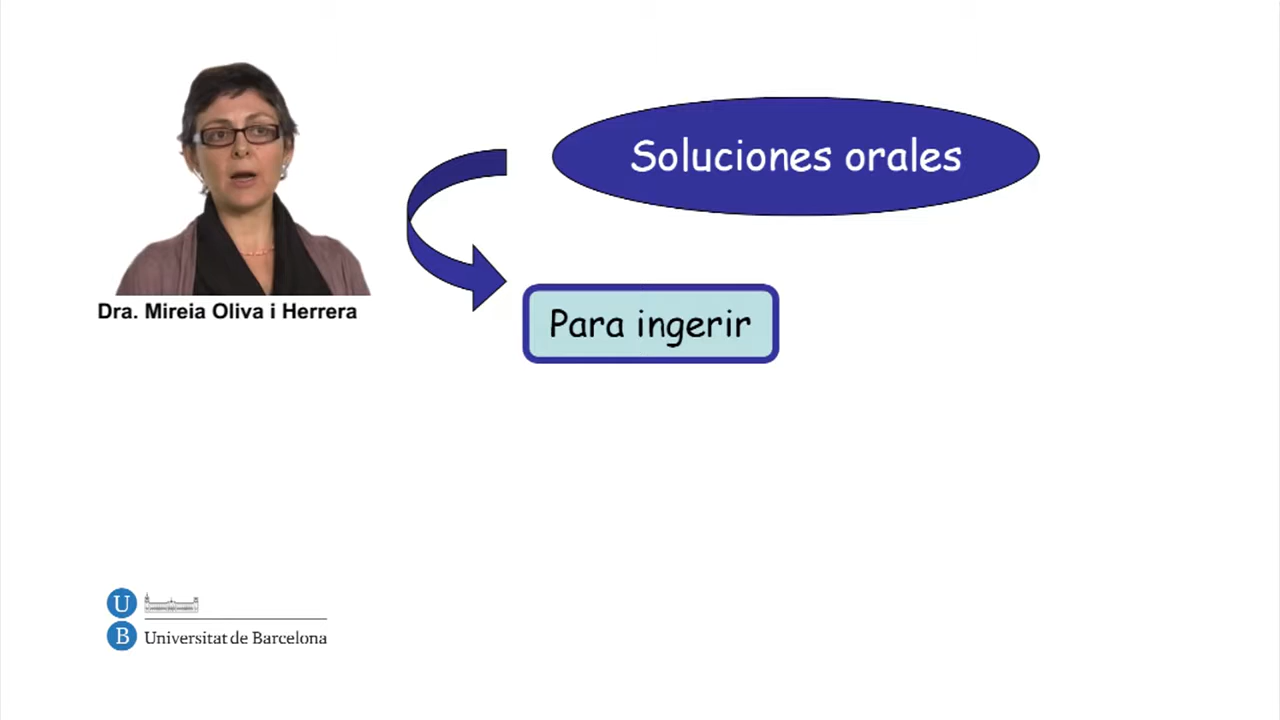 Soluciones orales
Dra. Mireia Oliva i Herrera
Para ingerir
U
B Universitat de Barcelona